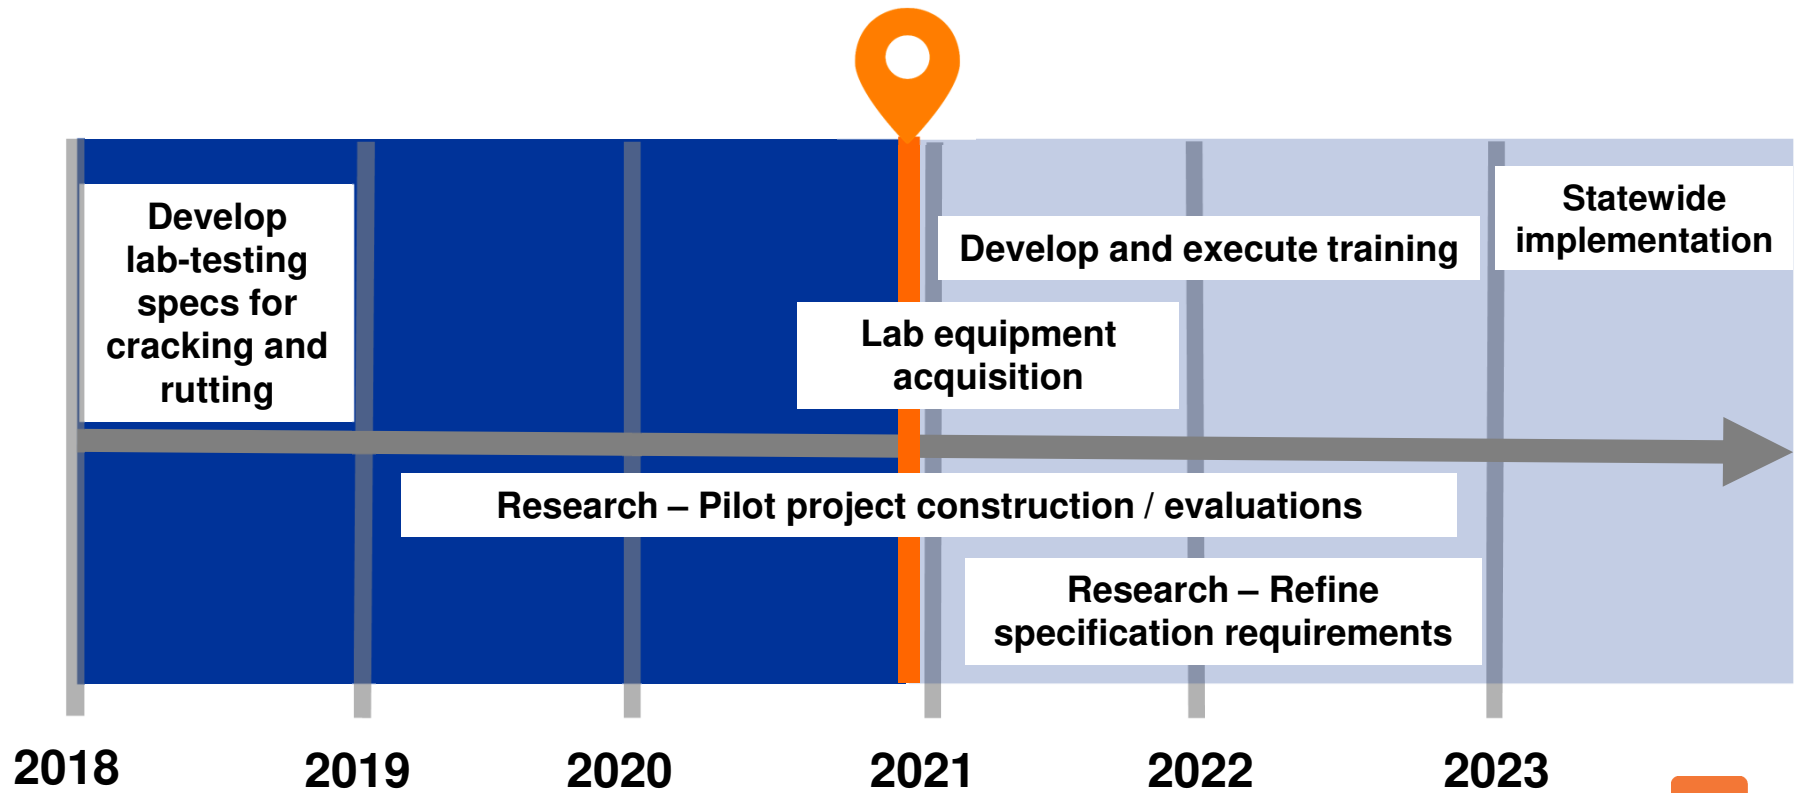 Develop
lab-testing
specs for
cracking and
rutting
Lab equipment
acquisition
Develop and execute training
Statewide
implementation
Research – Pilot project construction / evaluations
Research – Refine
specification requirements
2018
2019
2020
2021
2022
2023